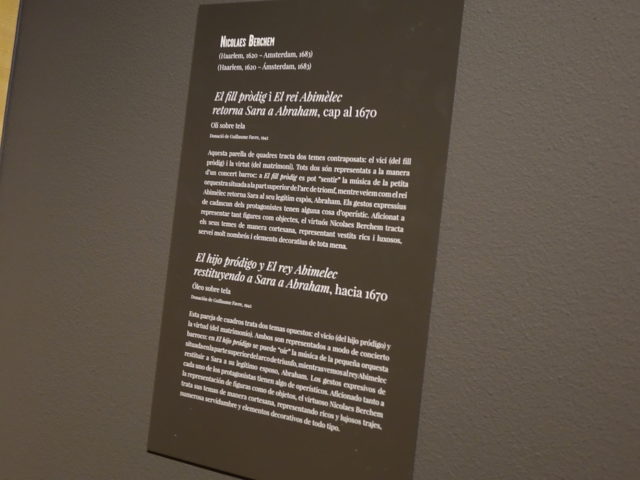 NICOLAES BERCHEM
(Haarlem, 1620 – Amsterdam, 1683)
(Haarlem, 1620 – Ámsterdam, 1683)
El fill pròdig i El rei Abimèlec
retorna Sara a Abraham, cap al 1670
Oli sobre tela
Donació de Guillaume Favre, 1942
Aquesta parella de quadres tracta dos temes contraposats: el vici (del fill
pròdig) i la virtut (del matrimoni). Tots dos són representats a la manera
d'un concert barroc: a El fill pròdig es pot "sentir" la música de la petita
orquestra situada a la part superior de l'arc de triomf, mentre veiem com el rei
Abimèlec retorna Sara al seu legítim espòs, Abraham. Els gestos expressius
de cadascun dels protagonistes tenen alguna cosa d'operístic. Aficionat a
representar tant figures com objectes, el virtuós Nicolaes Berchem tracta
els seus temes de manera cortesana, representant vestits rics i luxosos,
servei molt nombrós i elements decoratius de tota mena.
El hijo pródigo y El rey Abimelec
restituyendo a Sara a Abraham, hacia 1670
Óleo sobre tela
Donación de Guillaume Favre, 1942
Esta pareja de cuadros trata dos temas opuestos: el vicio (del hijo pródigo) y
la virtud (del matrimonio). Ambos son representados a modo de concierto
barroco: en El hijo pródigo se puede "oír" la música de la pequeña orquesta
situada en la parte superior del arco de triunfo, mientras vemos al rey Abimelec
restituir a Sara a su legítimo esposo, Abraham. Los gestos expresivos de
cada uno de los protagonistas tienen algo de operísticos. Aficionado tanto a
la representación de figuras como de objetos, el virtuoso Nicolaes Berchem
trata sus temas de manera cortesana, representando ricos y lujosos trajes,
numerosa servidumbre y elementos decorativos de todo tipo.